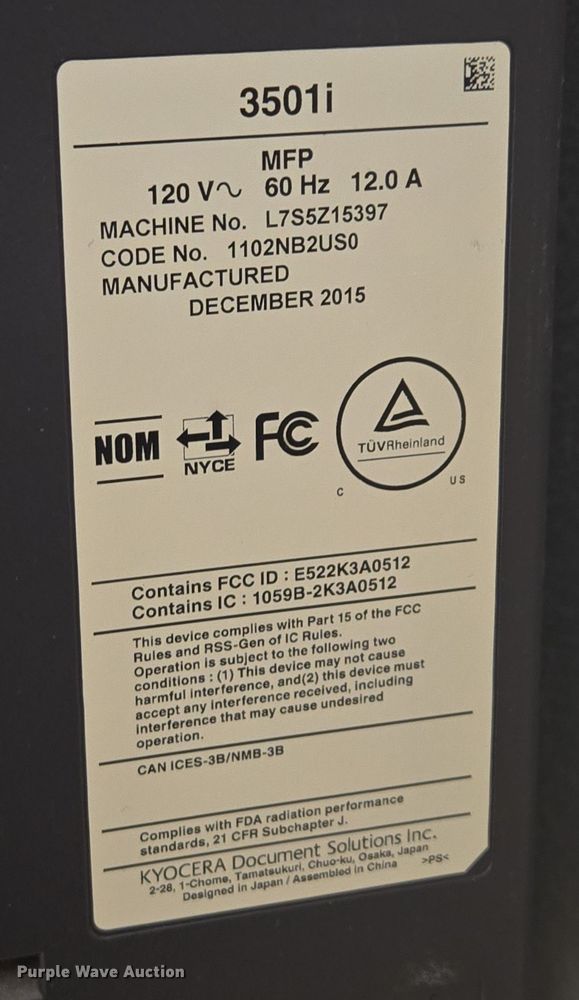 3501i
MFP
120 V∿ 60 Hz 12.0 A
MACHINE No. L7S5Z15397
CODE No. 1102NB2US0
MANUFACTURED
DECEMBER 2015
NOM
NYCE
FC
TÜVRheinland
C US
Contains FCC ID : E522K3A0512
Contains IC : 1059B-2K3A0512
This device complies with Part 15 of the FCC
Rules and RSS-Gen of IC Rules.
Operation is subject to the following two
conditions : (1) This device may not cause
harmful interference, and(2) this device must
accept any interference received, including
interference that may cause undesired
operation.
CAN ICES-3B/NMB-3B
Complies with FDA radiation performance
standards, 21 CFR Subchapter J.
KYOCERA Document Solutions Inc.
2-28, 1-Chome, Tamatsukuri, Chuo-ku, Osaka, Japan
Designed in Japan / Assembled in China >PS<
Purple Wave Auction